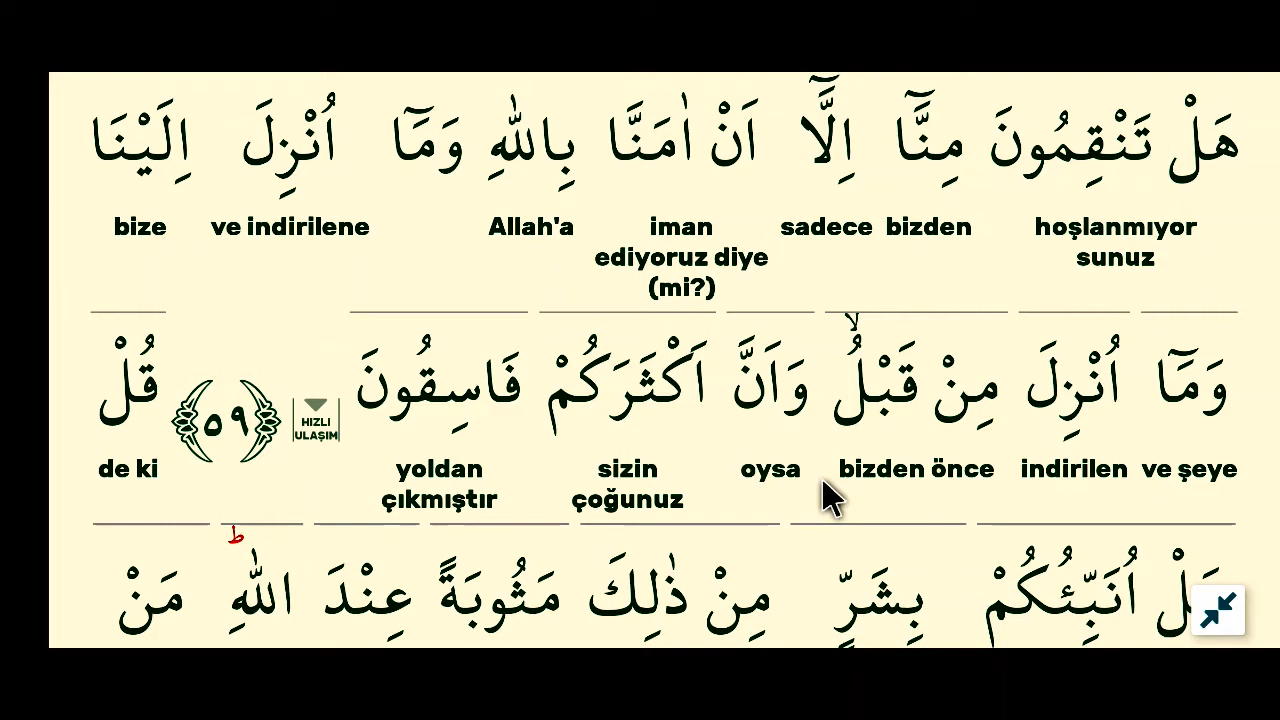 هَلْ تَنْقِمُونَ مِنَّٓا اِلَّٓا اَنْ اٰمَنَّا بِاللّٰهِ وَمَٓا اُنْزِلَ اِلَيْنَا
hoşlanmıyor sunuz bizden sadece iman ediyoruz diye (mi?) Allah'a ve indirilene bize
وَمَٓا اُنْزِلَ مِنْ قَبْلُۙ وَاَنَّ اَكْثَرَكُمْ فَاسِقُونَ ﴿٥٩﴾ قُلْ
HIZLI ULAŞIM
ve şeye indirilen bizden önce oysa sizin çoğunuz yoldan çıkmıştır de ki
هَلْ اُنَبِّئُكُمْ بِشَرٍّ مِنْ ذٰلِكَ مَثُوبَةً عِنْدَ اللّٰهِۜ مَنْ